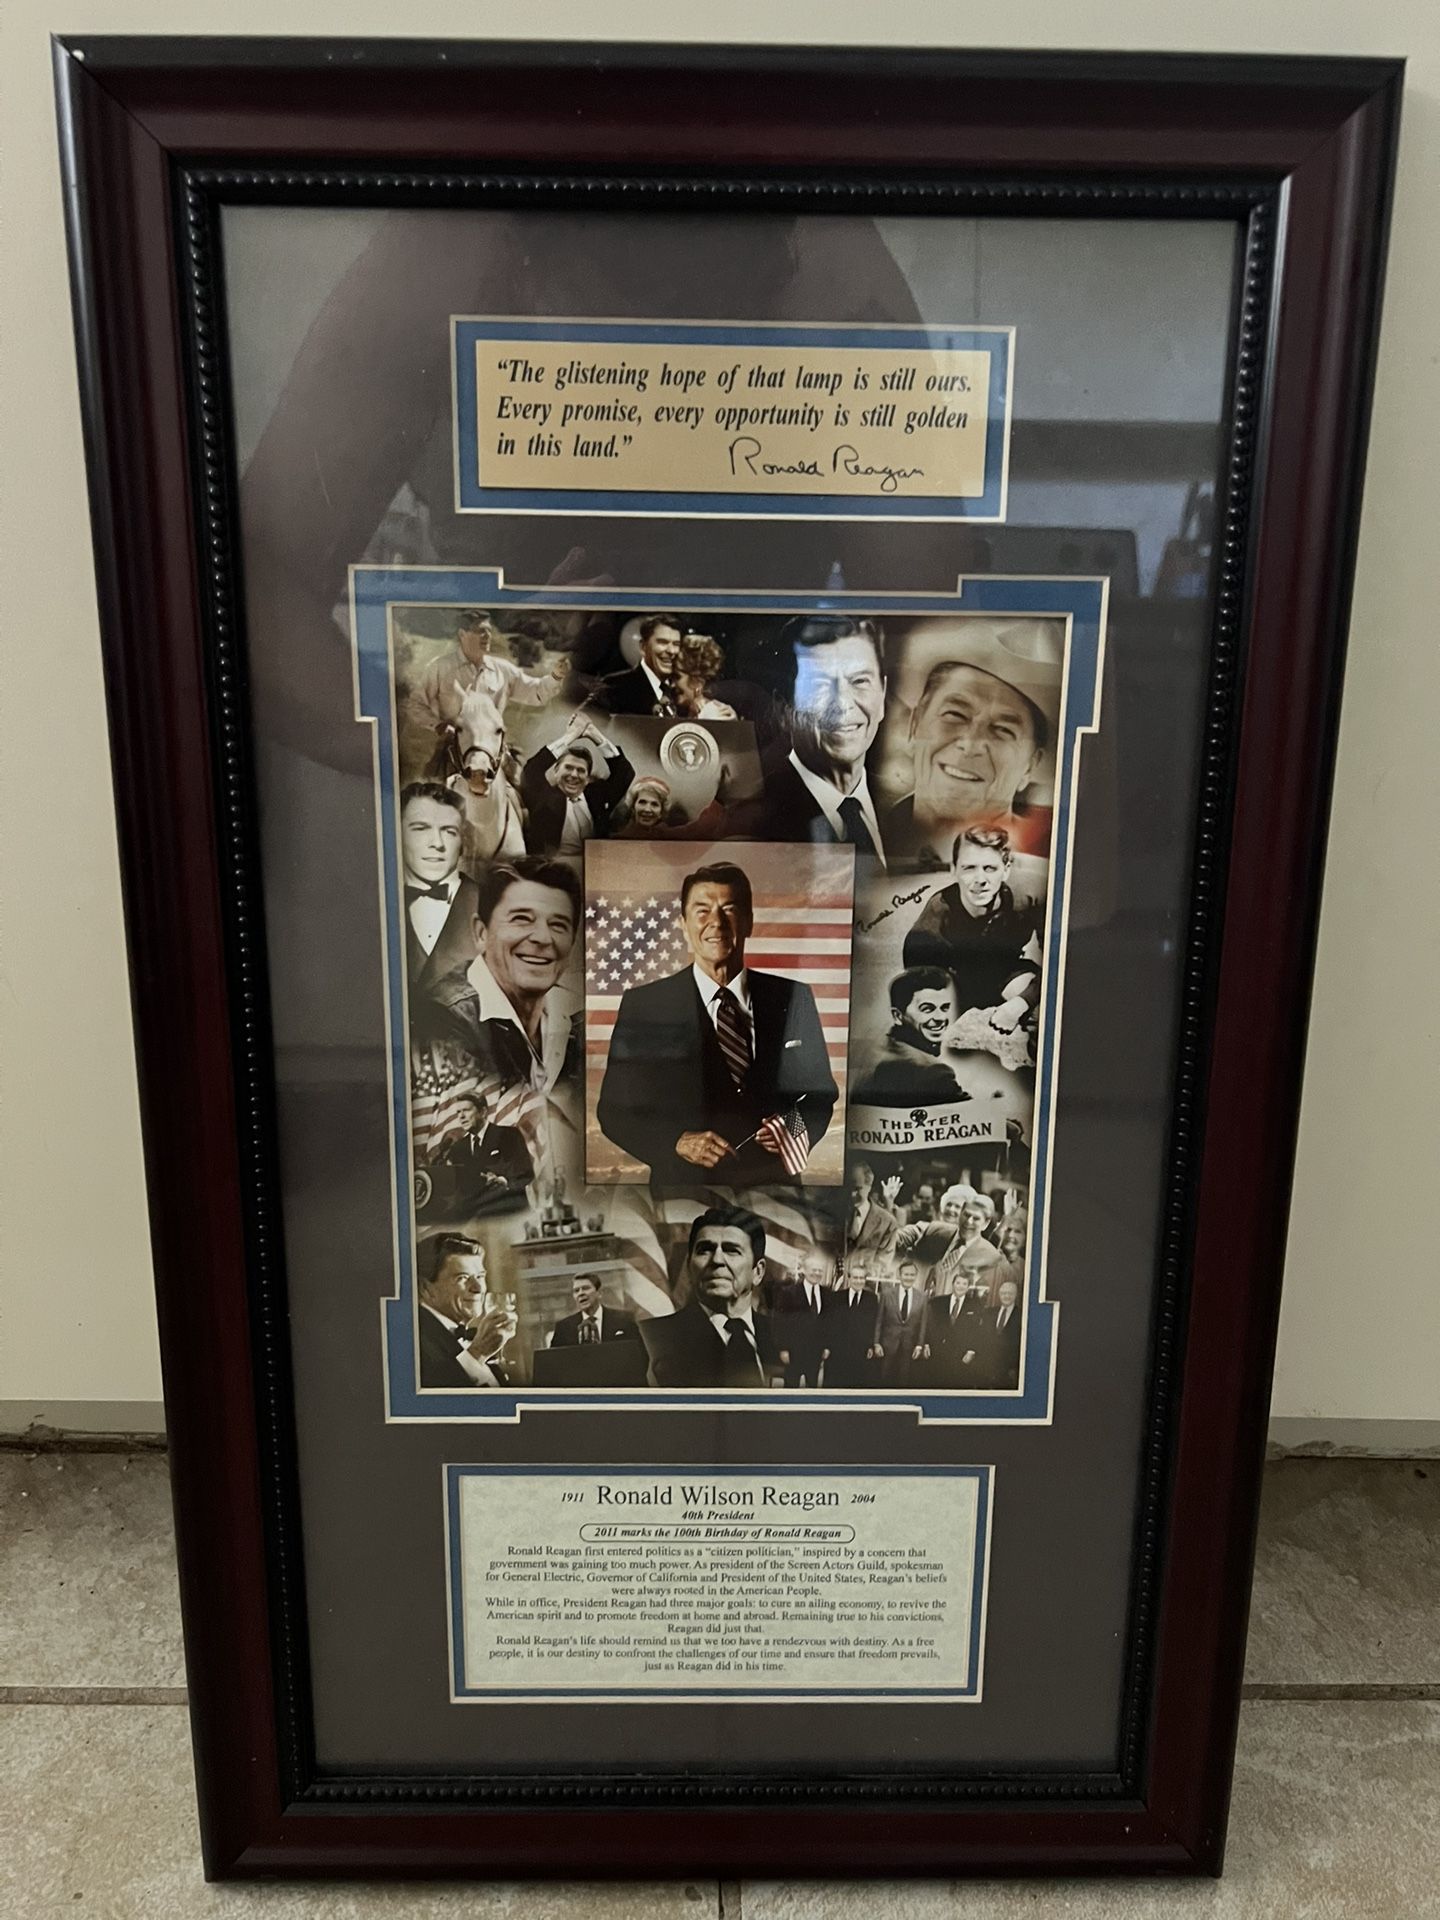 “The glistening hope of that lamp is still ours.
Every promise, every opportunity is still golden
in this land.”
Ronald Reagan
Ronald Reagan
THEATER
RONALD REAGAN
1911 Ronald Wilson Reagan 2004
40th President
2011 marks the 100th Birthday of Ronald Reagan
Ronald Reagan first entered politics as a “citizen politician,” inspired by a concern that
government was gaining too much power. As president of the Screen Actors Guild, spokesman
for General Electric, Governor of California and President of the United States, Reagan's beliefs
were always rooted in the American People.
While in office, President Reagan had three major goals: to cure an ailing economy, to revive the
American spirit and to promote freedom at home and abroad. Remaining true to his convictions,
Reagan did just that.
Ronald Reagan's life should remind us that we too have a rendezvous with destiny. As a free
people, it is our destiny to confront the challenges of our time and ensure that freedom prevails,
just as Reagan did in his time.